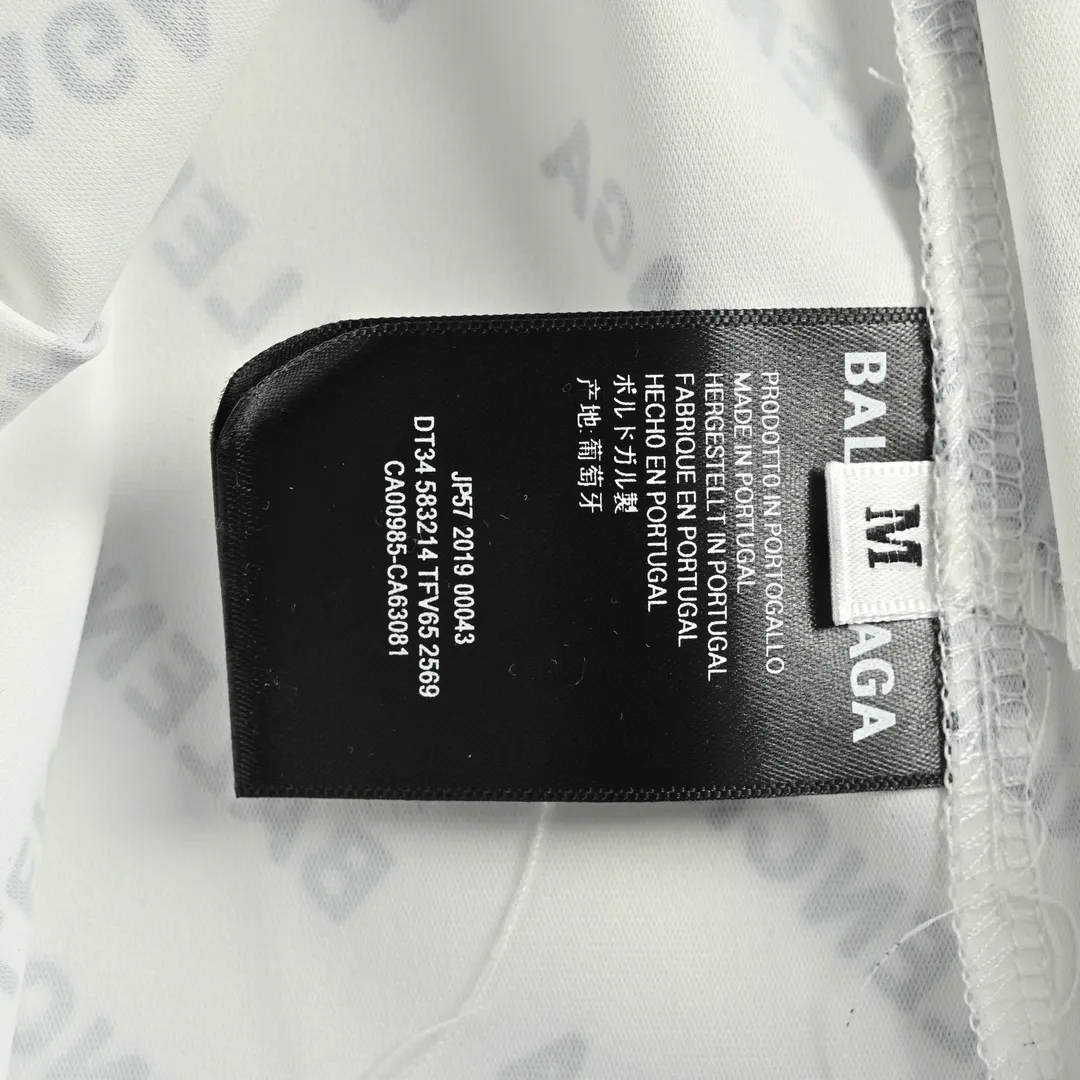 BAL AGA
M
PRODOTTO IN PORTOGALLO
MADE IN PORTUGAL
HERGESTELLT IN PORTUGAL
FABRIQUE EN PORTUGAL
HECHO EN PORTUGAL
ポルトガル製
产地:葡萄牙
JP57 2019 00043
DT34 583214 TFV65 2569
CA00985-CA63081